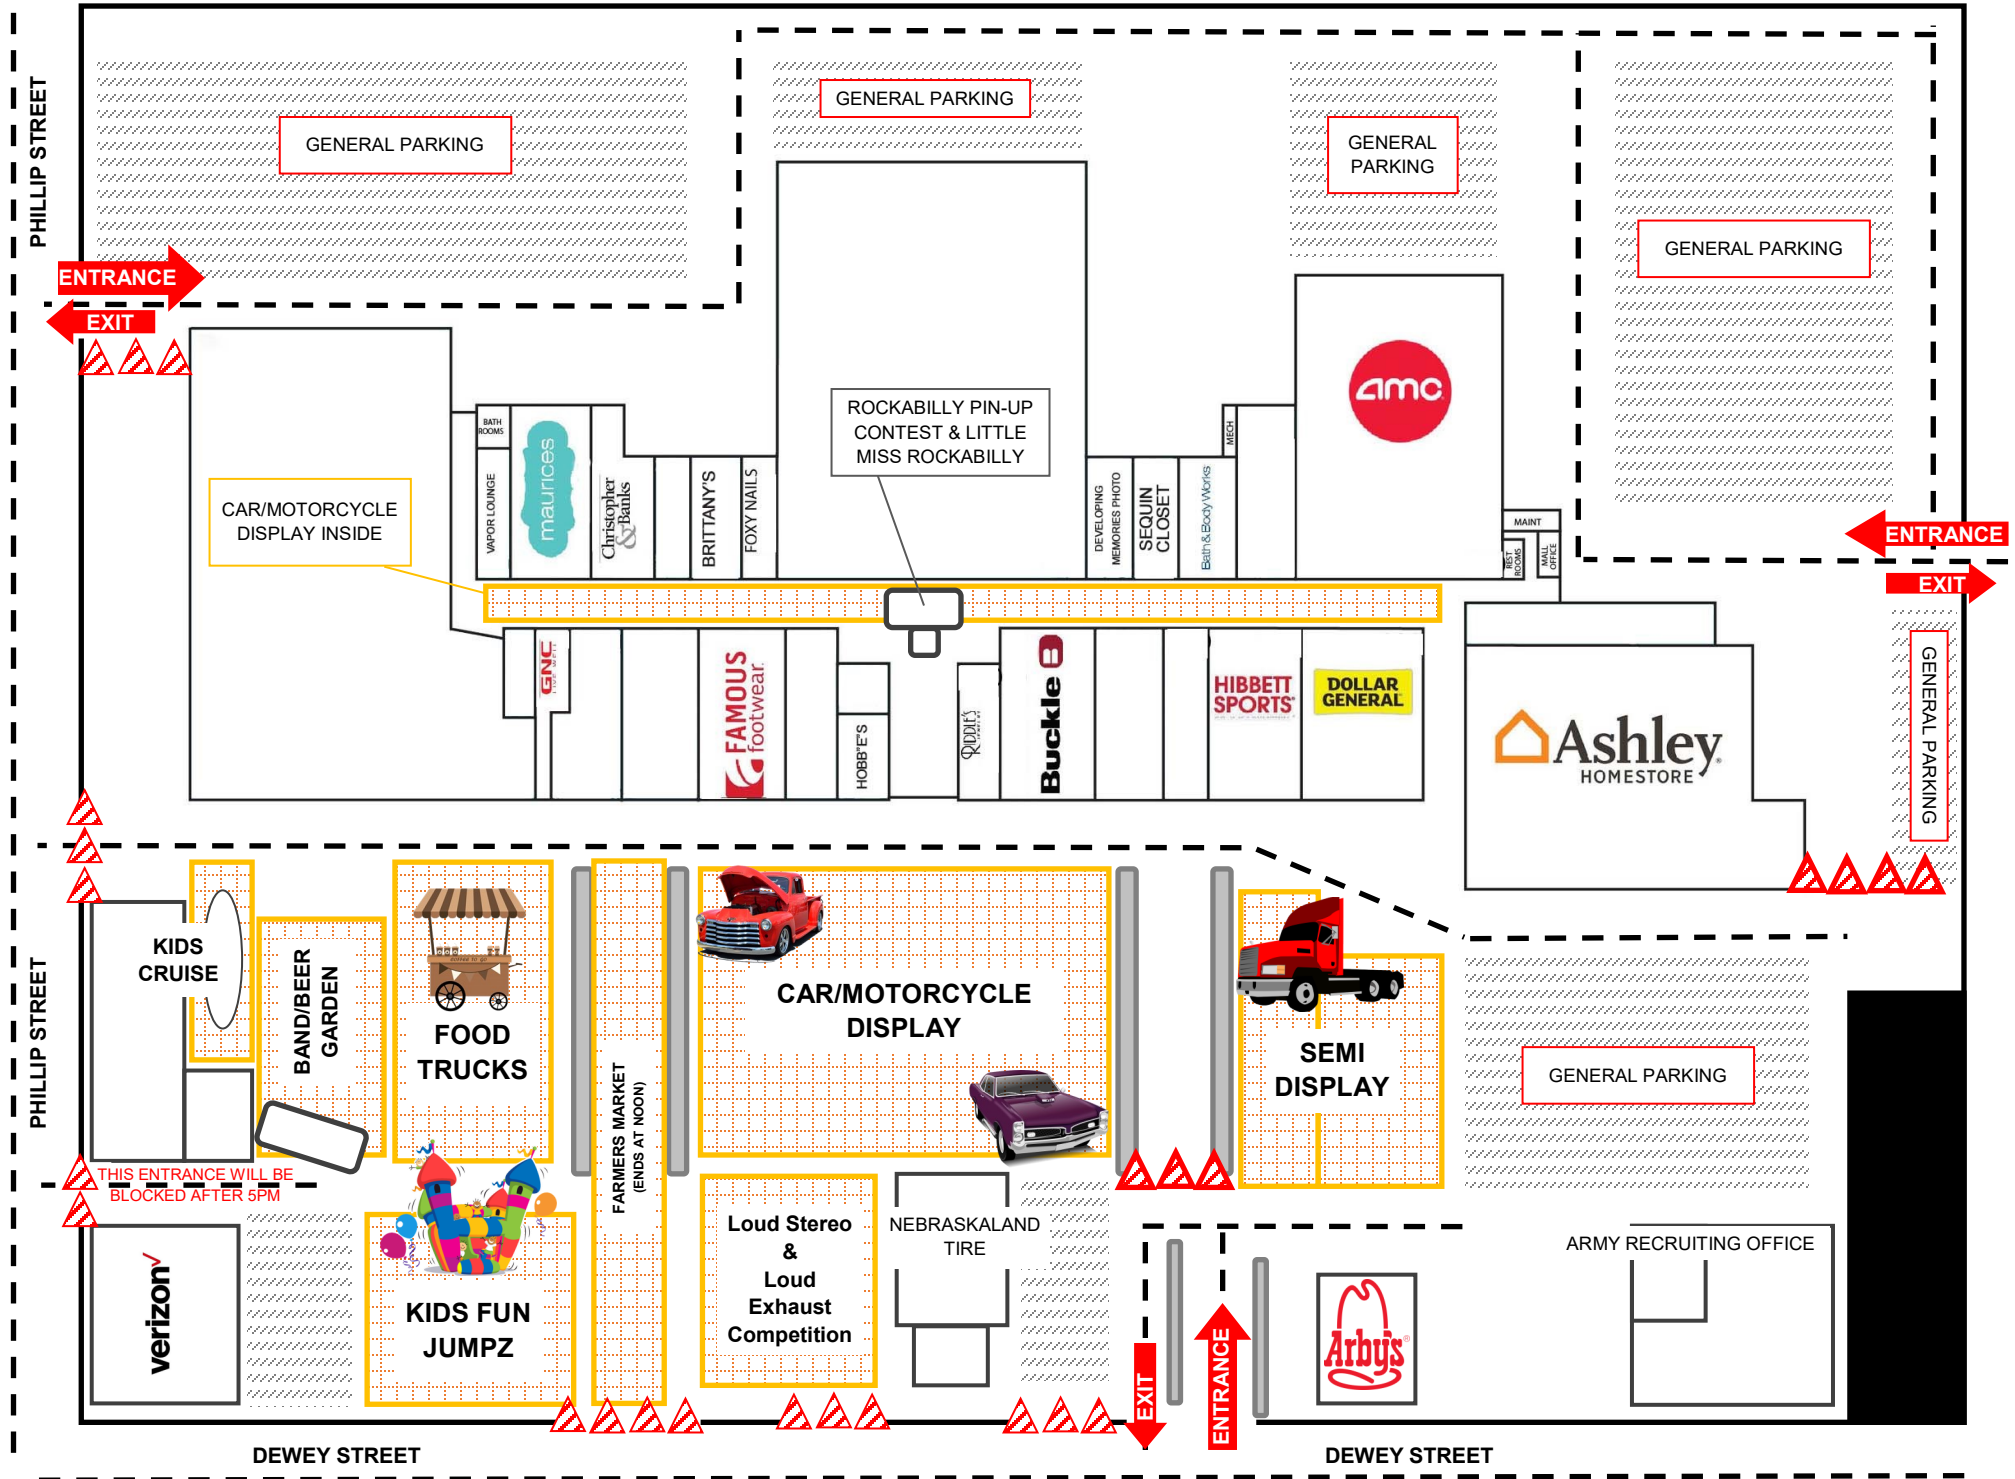 PHILLIP STREET
GENERAL PARKING
GENERAL PARKING
GENERAL
PARKING
GENERAL PARKING
ENTRANCE
EXIT
amc
ROCKABILLY PIN-UP
CONTEST & LITTLE
MISS ROCKABILLY
CAR/MOTORCYCLE
DISPLAY INSIDE
BATH
ROOMS
VAPOR LOUNGE
maurices
Christopher
&Banks
BRITTANY'S
FOXY NAILS
DEVELOPING
MEMORIES PHOTO
SEQUIN
CLOSET
Bath & Body Works
MECH
MAINT
REST
ROOMS
MALL
OFFICE
ENTRANCE
EXIT
GNC
LIVE WELL
FAMOUS
footwear
HOBB"E"S
RIDDLE'S
Buckle B
HIBBETT
SPORTS
DOLLAR
GENERAL
Ashley
HOMESTORE
GENERAL PARKING
KIDS
CRUISE
BAND/BEER
GARDEN
FOOD
TRUCKS
FARMERS MARKET
(ENDS AT NOON)
CAR/MOTORCYCLE
DISPLAY
SEMI
DISPLAY
GENERAL PARKING
PHILLIP STREET
THIS ENTRANCE WILL BE
BLOCKED AFTER 5PM
verizon
KIDS FUN
JUMPZ
Loud Stereo
&
Loud
Exhaust
Competition
NEBRASKALAND
TIRE
EXIT
ENTRANCE
Arby's
ARMY RECRUITING OFFICE
DEWEY STREET
DEWEY STREET